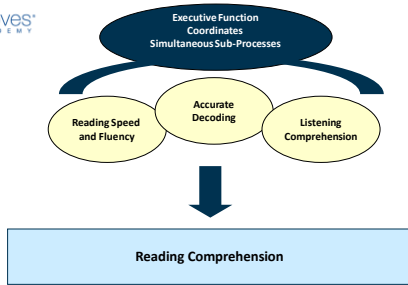 Executive Function
Coordinates
Simultaneous Sub-Processes
Accurate
Decoding
Reading Speed
and Fluency
Listening
Comprehension
Reading Comprehension